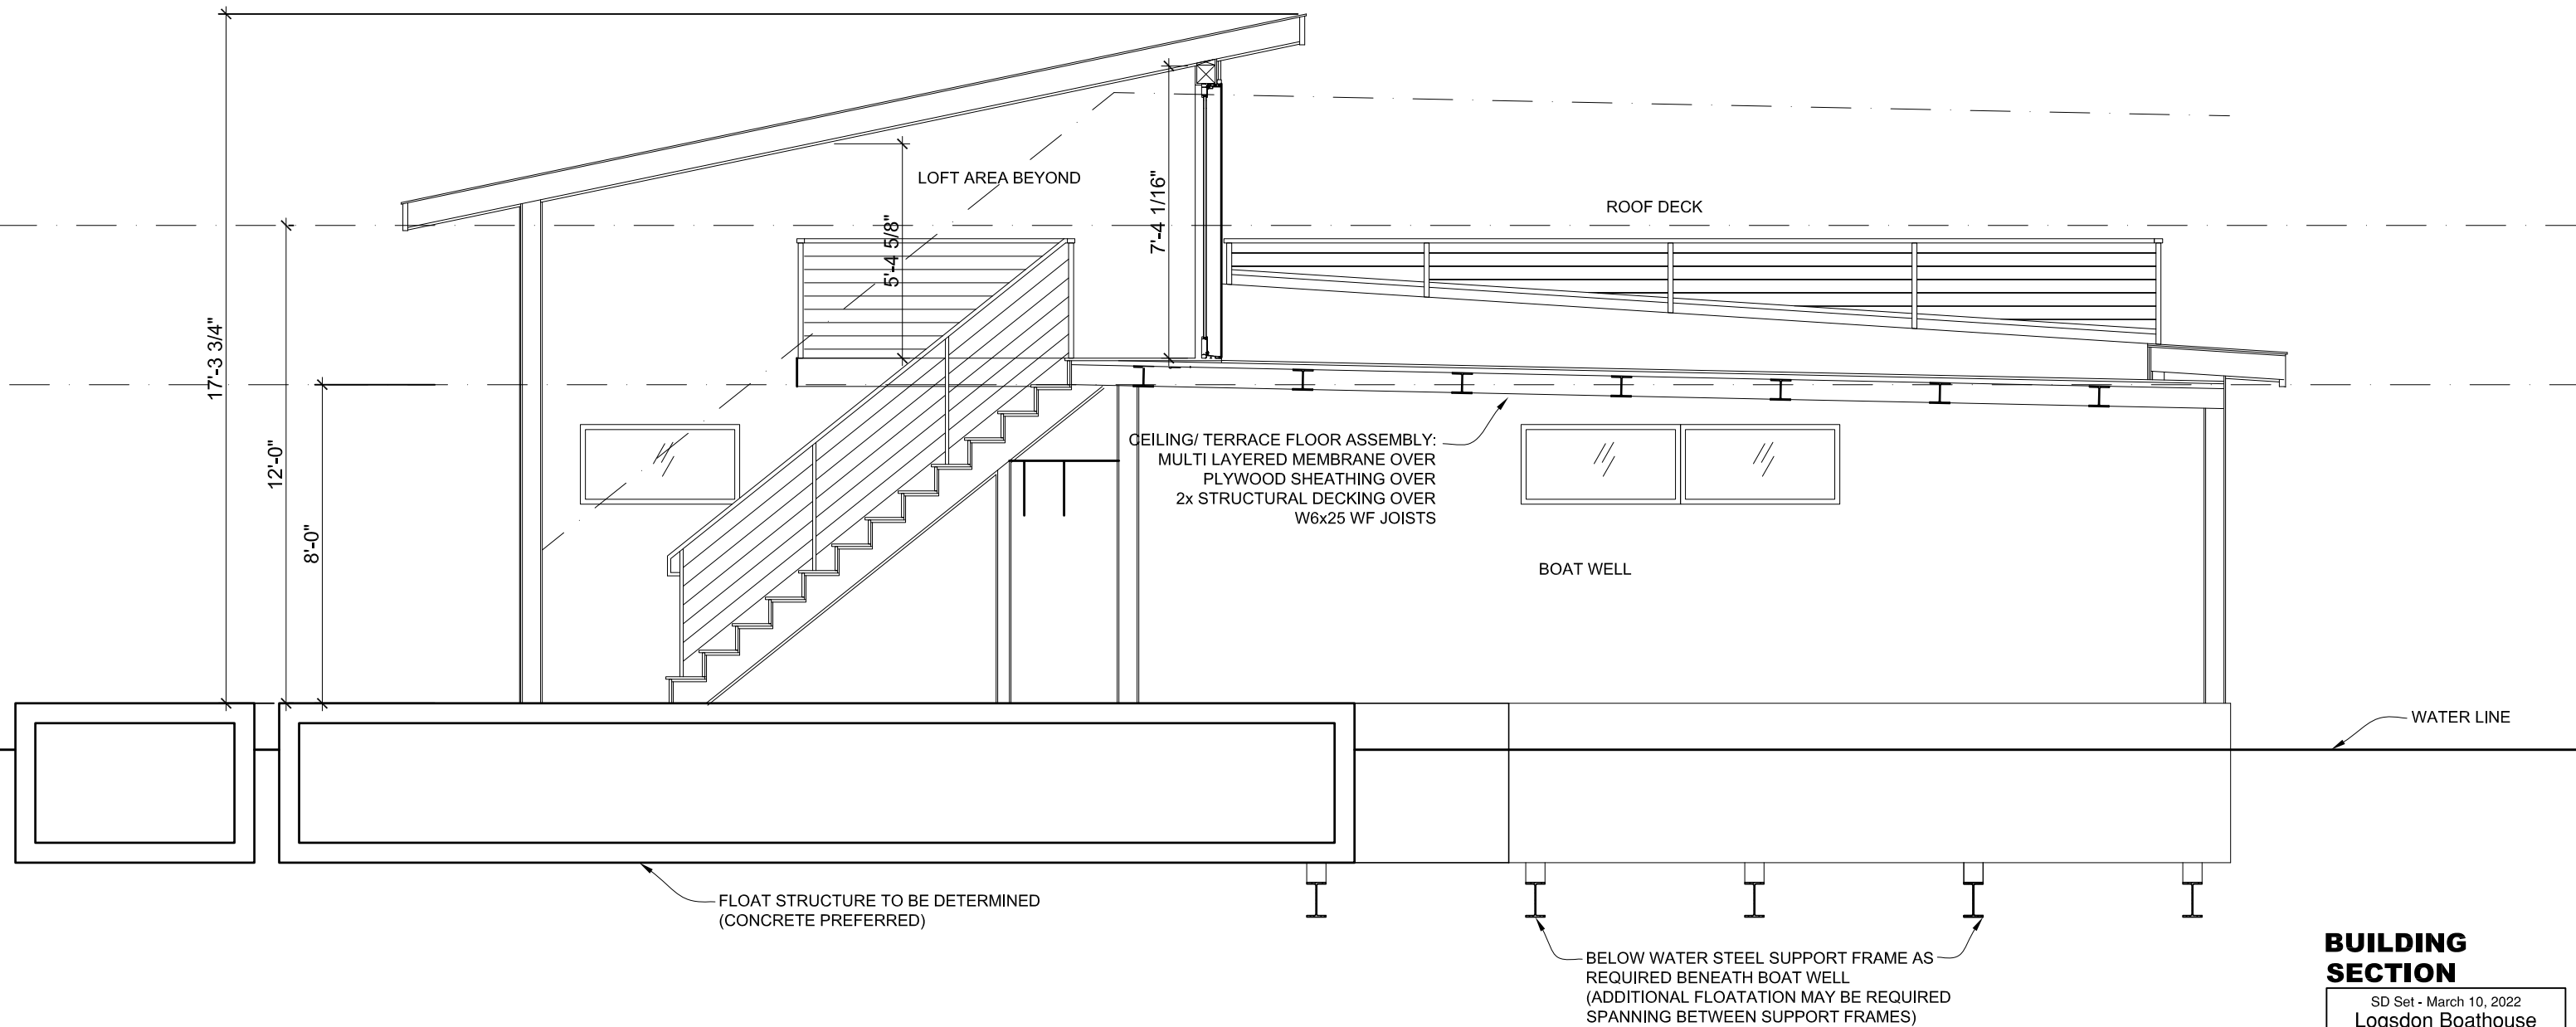 LOFT AREA BEYOND
ROOF DECK
17'-3 3/4"
12'-0"
8'-0"
5'-4 5/8"
7'-4 1/16"
CEILING/ TERRACE FLOOR ASSEMBLY:
MULTI LAYERED MEMBRANE OVER
PLYWOOD SHEATHING OVER
2x STRUCTURAL DECKING OVER
W6x25 WF JOISTS
BOAT WELL
WATER LINE
FLOAT STRUCTURE TO BE DETERMINED
(CONCRETE PREFERRED)
BELOW WATER STEEL SUPPORT FRAME AS
REQUIRED BENEATH BOAT WELL
(ADDITIONAL FLOATATION MAY BE REQUIRED
SPANNING BETWEEN SUPPORT FRAMES)
BUILDING
SECTION
SD Set - March 10, 2022
Logsdon Boathouse